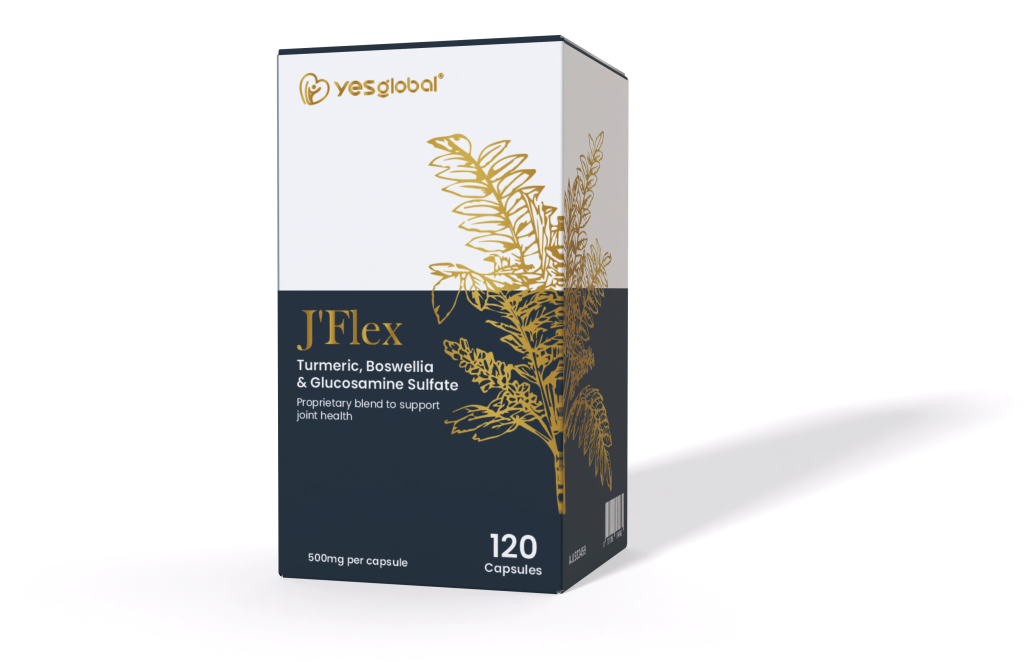 yesglobal®
J'Flex
Turmeric, Boswellia
& Glucosamine Sulfate
Proprietary blend to support
joint health
500mg per capsule
120
Capsules